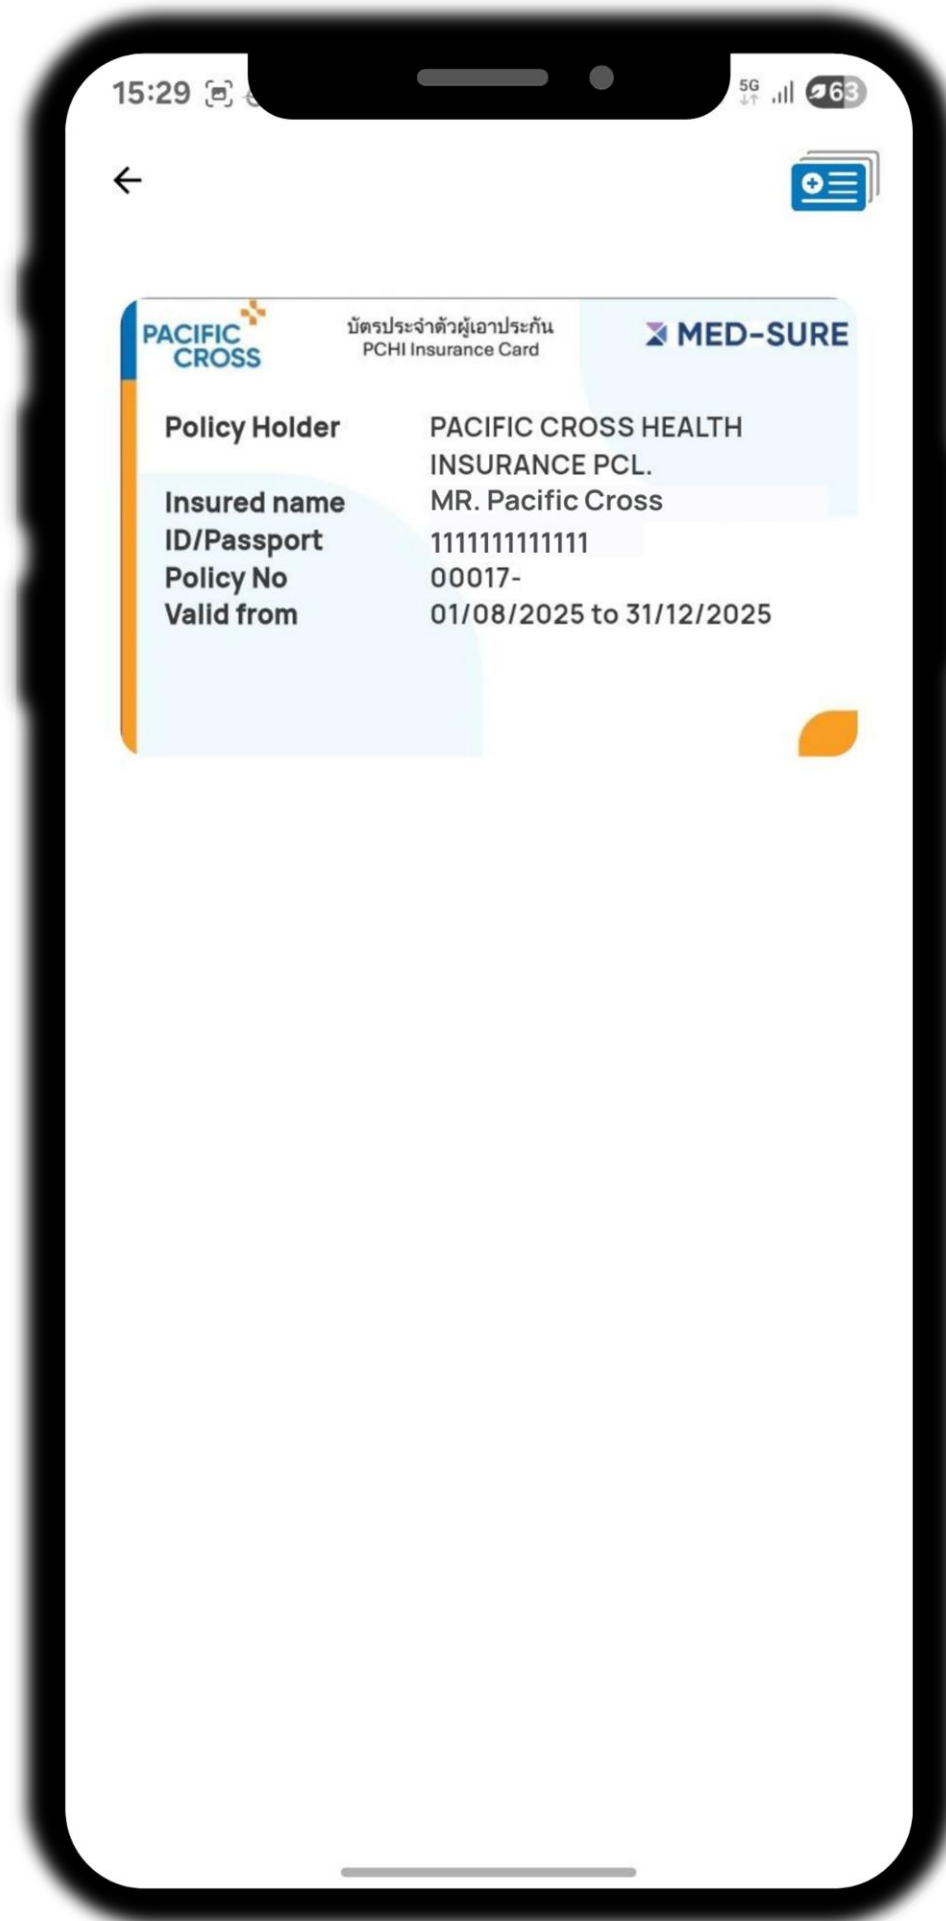 15:29
5G
63
PACIFIC
CROSS
บัตรประจำตัวผู้เอาประกัน
PCHI Insurance Card
MED-SURE
Policy Holder PACIFIC CROSS HEALTH
INSURANCE PCL.
Insured name MR. Pacific Cross
ID/Passport 1111111111111
Policy No 00017-
Valid from 01/08/2025 to 31/12/2025